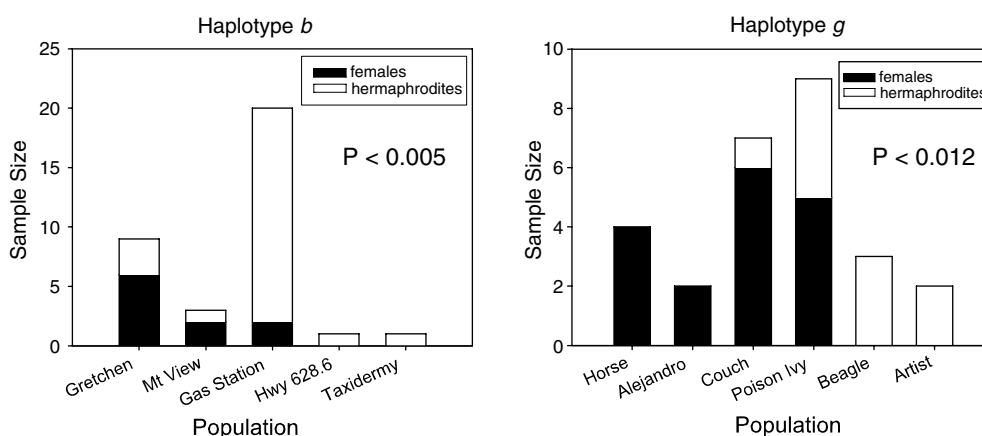 Haplotype b
25
20
15
10
5
0
Sample Size
females
hermaphrodites
P < 0.005
Gretchen
Mt View
Gas Station
Hwy 628.6
Taxidermy
Population
Haplotype g
10
8
6
4
2
0
Sample Size
females
hermaphrodites
P < 0.012
Horse
Alejandro
Couch
Poison Ivy
Beagle
Artist
Population